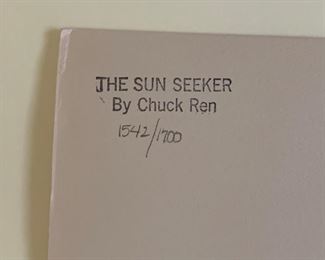 THE SUN SEEKER
By Chuck Ren
1542/1700